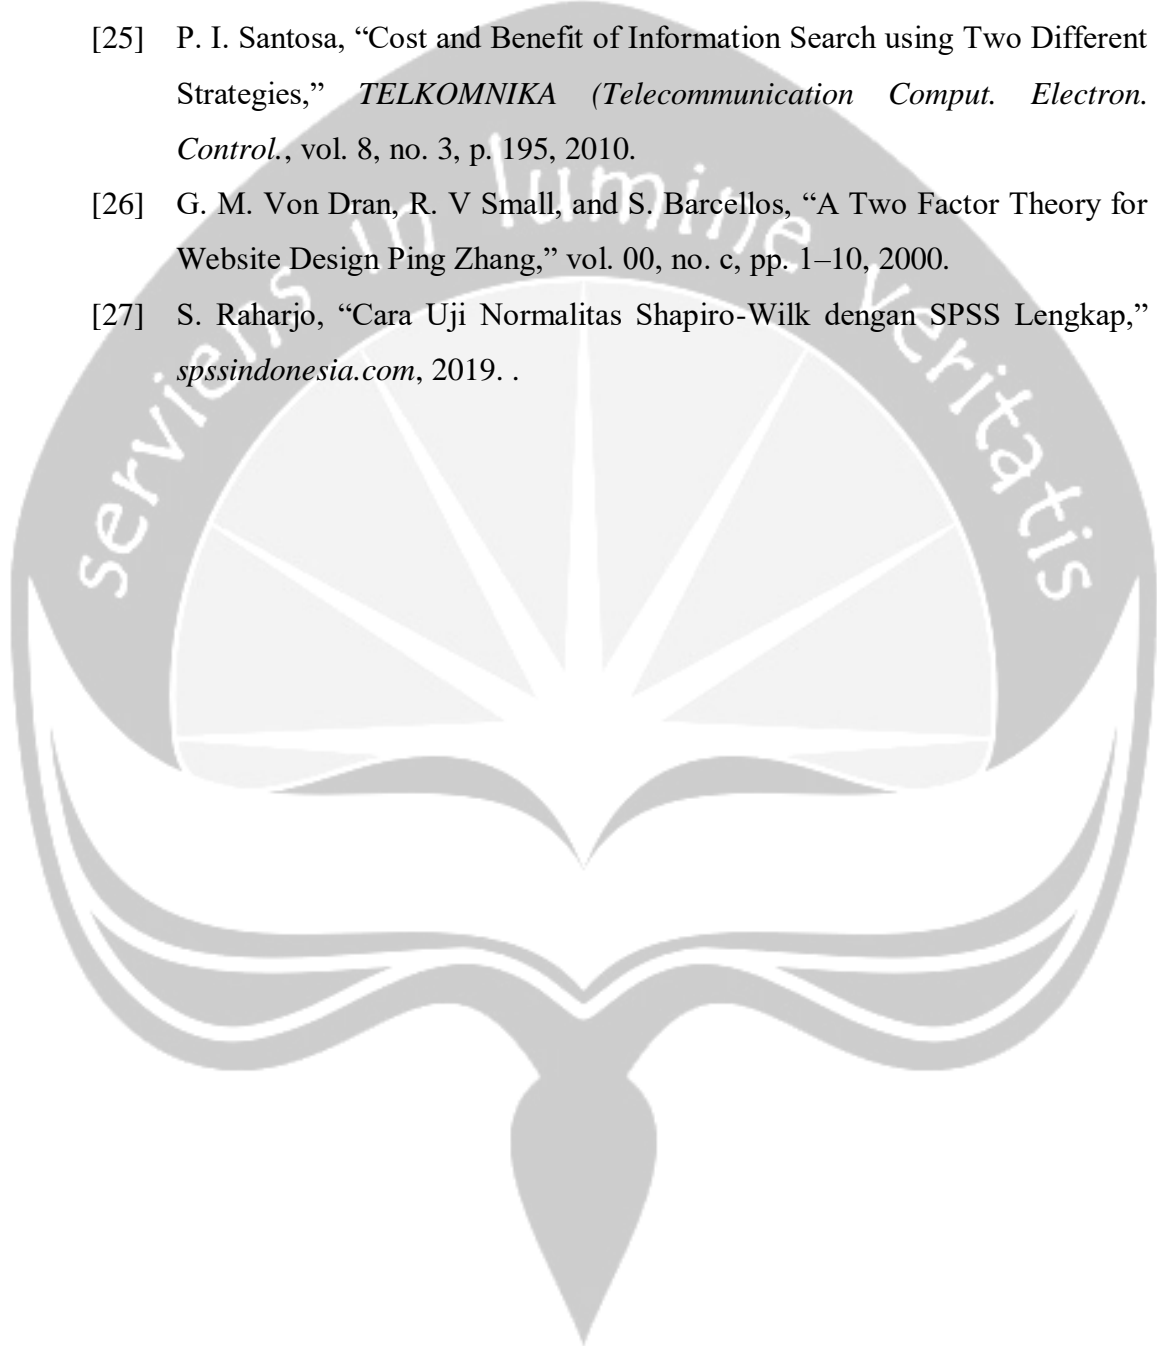 [25] P. I. Santosa, “Cost and Benefit of Information Search using Two Different
Strategies,” TELKOMNIKA (Telecommunication Comput. Electron.
Control., vol. 8, no. 3, p. 195, 2010.
[26] G. M. Von Dran, R. V Small, and S. Barcellos, “A Two Factor Theory for
Website Design Ping Zhang,” vol. 00, no. c, pp. 1–10, 2000.
[27] S. Raharjo, “Cara Uji Normalitas Shapiro-Wilk dengan SPSS Lengkap,”
spssindonesia.com, 2019. .
serviens in lumine veritatis